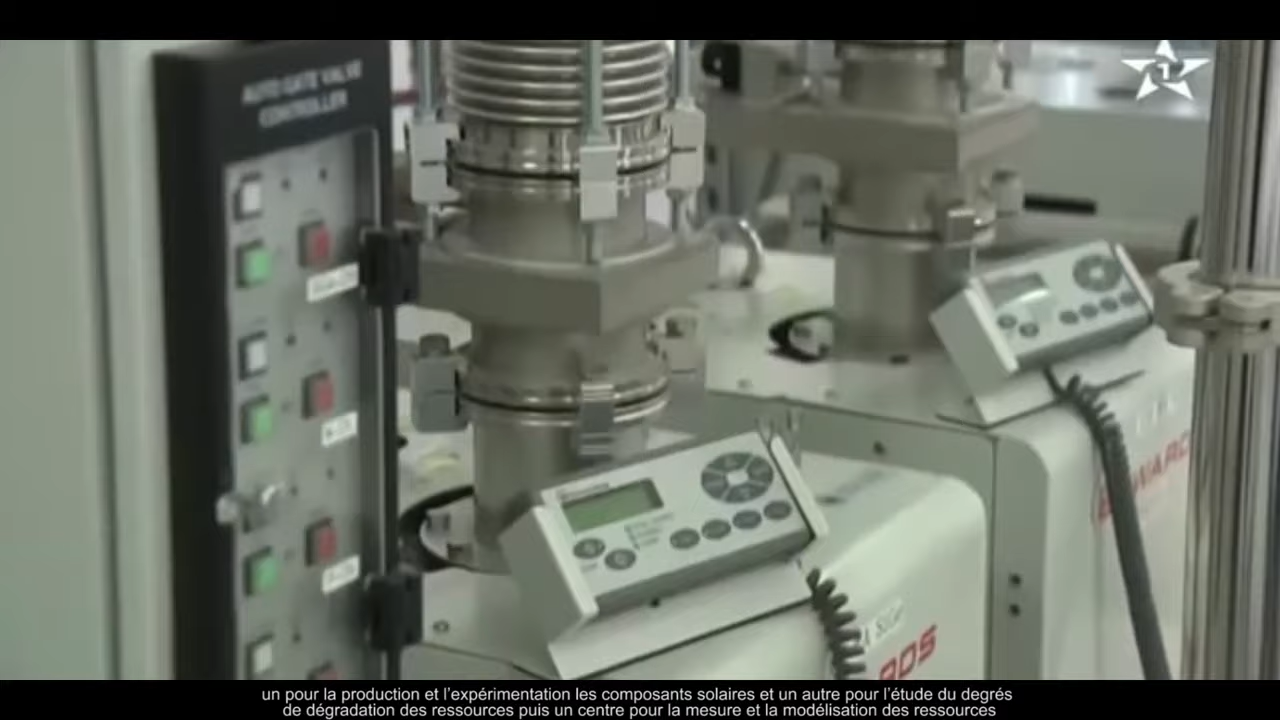 AUTO GATE VALVE
CONTROLLER
1
EDWARDS
un pour la production et l'expérimentation les composants solaires et un autre pour l'étude du degrés
de dégradation des ressources puis un centre pour la mesure et la modélisation des ressources